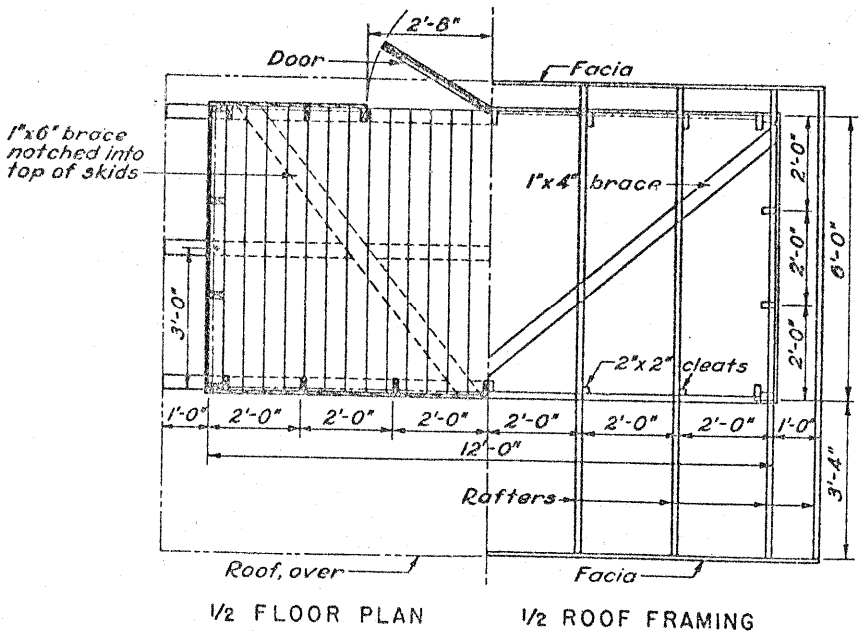 2'-8"
Door
Facia
1"x6" brace
notched into
top of skids
1"x4" brace
2'-0"
2'-0"
6'-0"
3'-0"
2'-0"
2"x2" cleats
1'-0"
2'-0"
2'-0"
2'-0"
2'-0"
2'-0"
2'-0"
1'-0"
12'-0"
3'-4"
Rafters
Roof, over
Facia
1/2 FLOOR PLAN
1/2 ROOF FRAMING